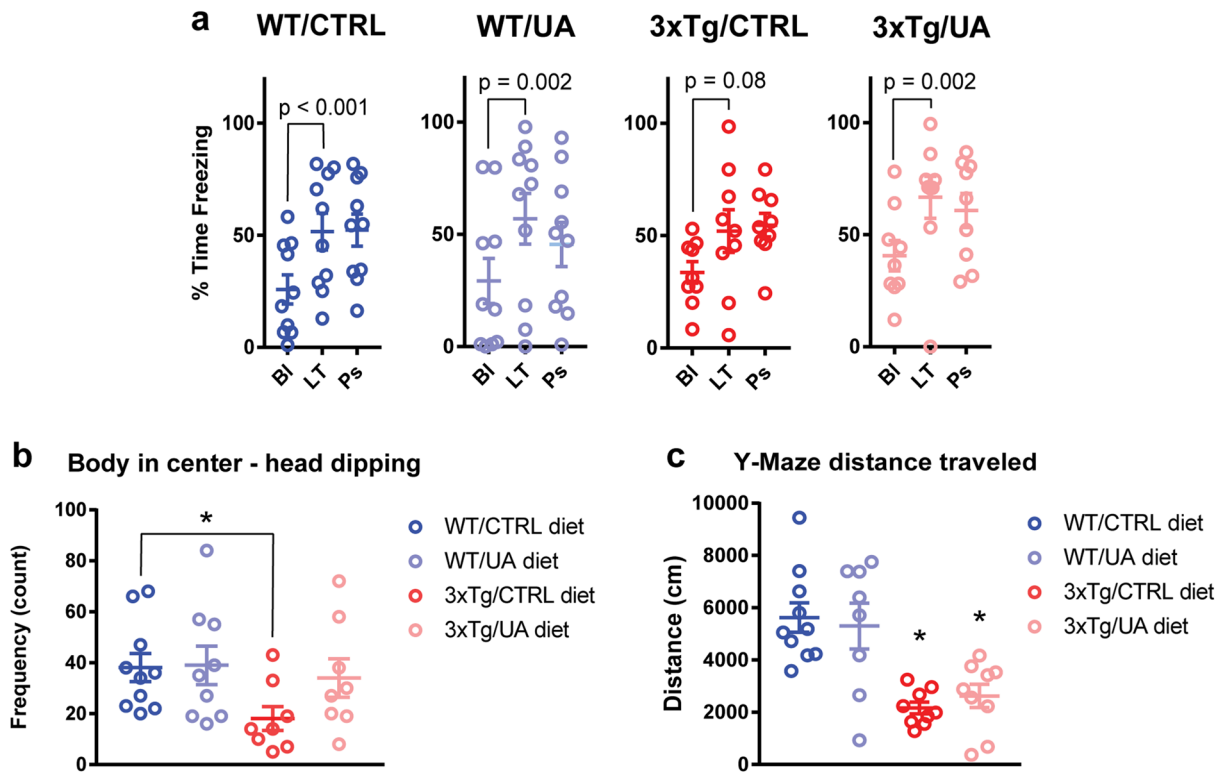 a
WT/CTRL WT/UA 3xTg/CTRL 3xTg/UA
% Time Freezing
100
50
0
p < 0.001
BI LT Ps
100
50
0
p = 0.002
BI LT Ps
100
50
0
p = 0.08
BI LT Ps
100
50
0
p = 0.002
BI LT Ps
b Body in center - head dipping
Frequency (count)
100
80
60
40
20
0
*
WT/CTRL diet
WT/UA diet
3xTg/CTRL diet
3xTg/UA diet
c Y-Maze distance traveled
Distance (cm)
10000
8000
6000
4000
2000
0
* *
WT/CTRL diet
WT/UA diet
3xTg/CTRL diet
3xTg/UA diet